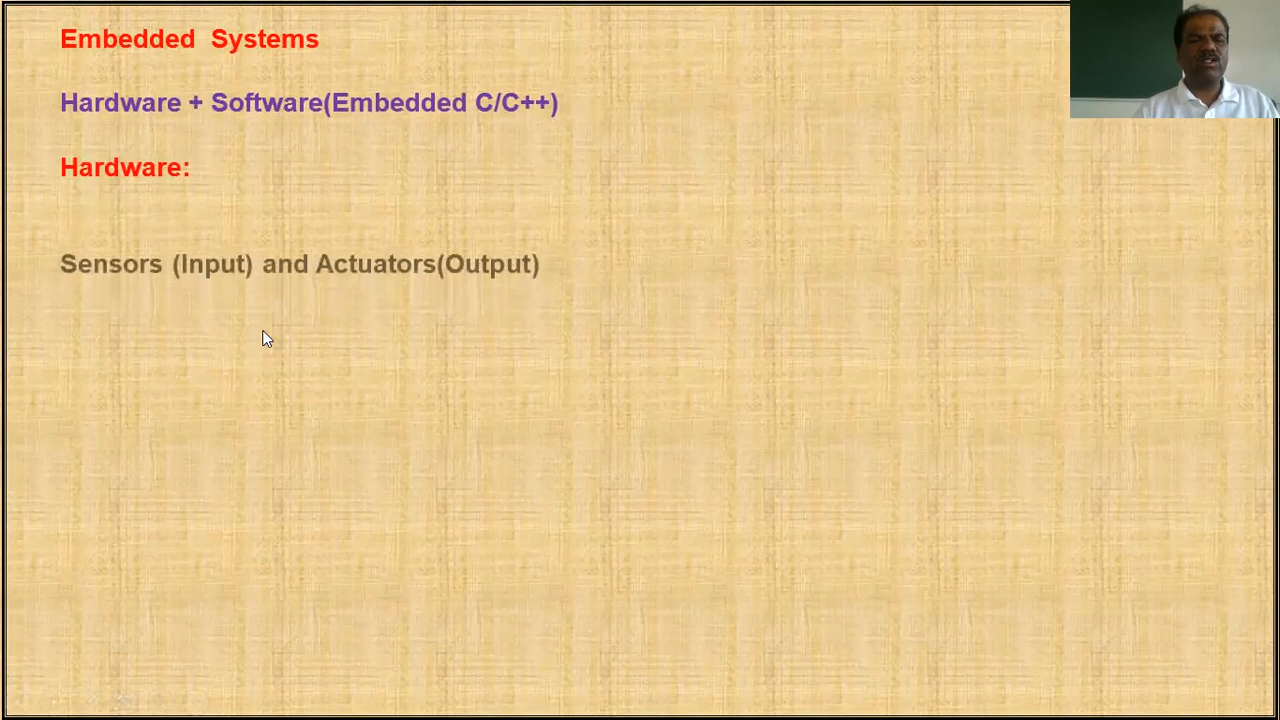 Embedded Systems
Hardware + Software(Embedded C/C++)
Hardware:
Sensors (Input) and Actuators(Output)